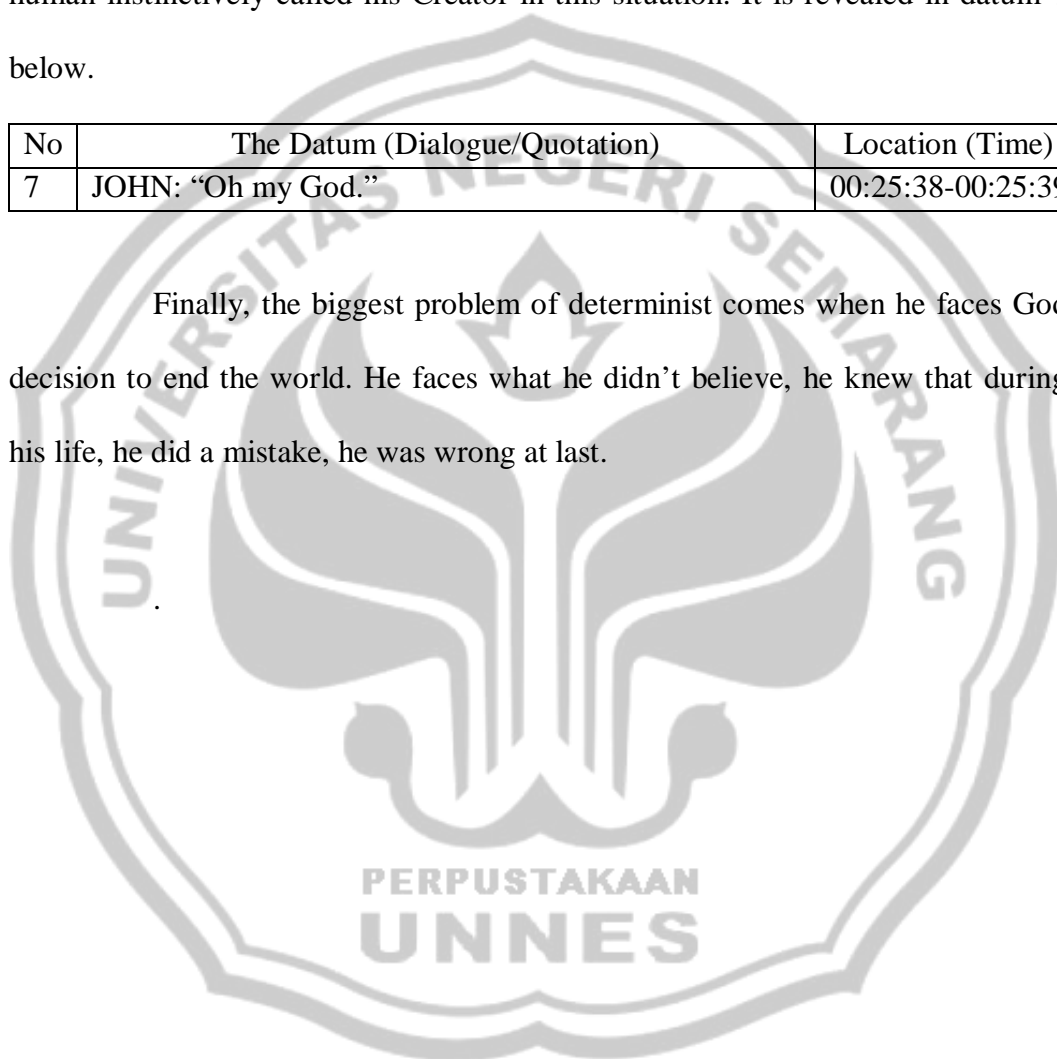 human instinctively called his Creator in this situation. It is revealed in datum
below.
No The Datum (Dialogue/Quotation) Location (Time)
7 JOHN: “Oh my God.” 00:25:38-00:25:39
Finally, the biggest problem of determinist comes when he faces God
decision to end the world. He faces what he didn’t believe, he knew that during
his life, he did a mistake, he was wrong at last.
.
UNIVERSITAS NEGERI SEMARANG
PERPUSTAKAAN
UNNES